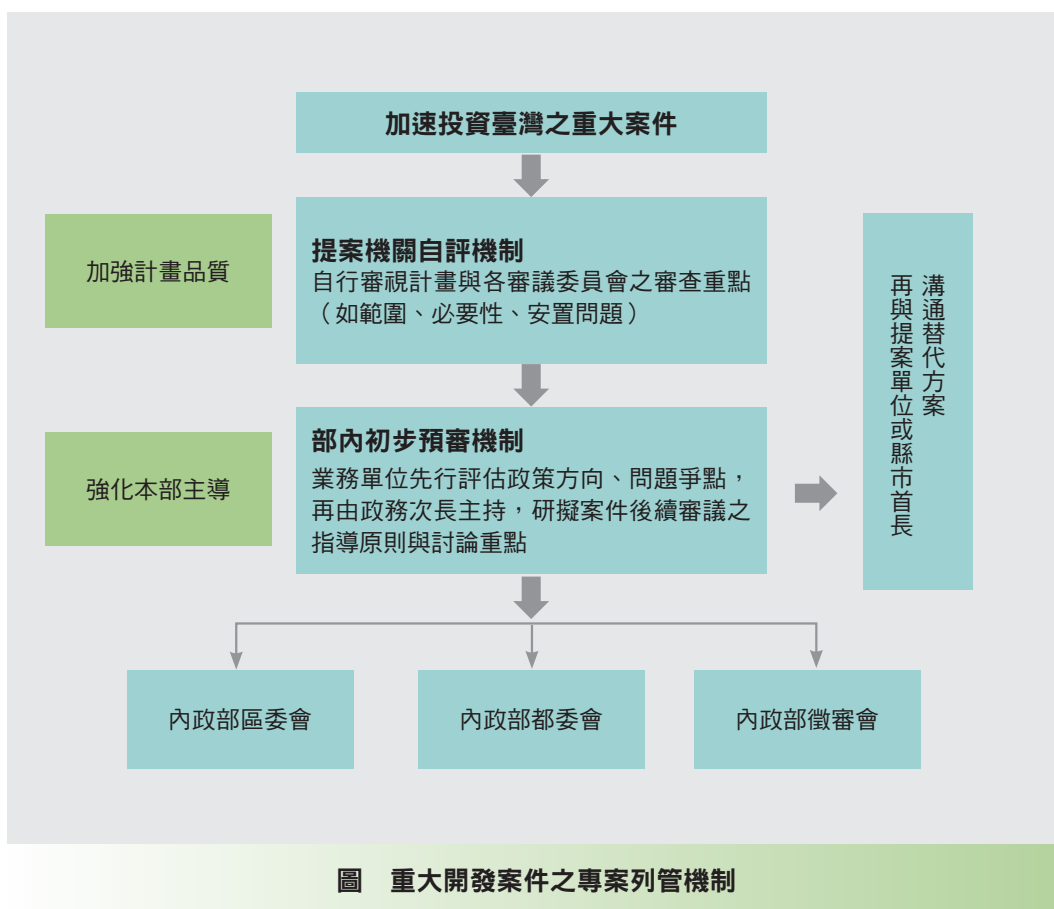 加速投資臺灣之重大案件
加強計畫品質
提案機關自評機制
自行審視計畫與各審議委員會之審查重點
（如範圍、必要性、安置問題）
強化本部主導
部內初步預審機制
業務單位先行評估政策方向、問題爭點，
再由政務次長主持，研擬案件後續審議之
指導原則與討論重點
溝通替代方案
再與提案單位或縣市首長
內政部區委會
內政部都委會
內政部徵審會
圖　重大開發案件之專案列管機制